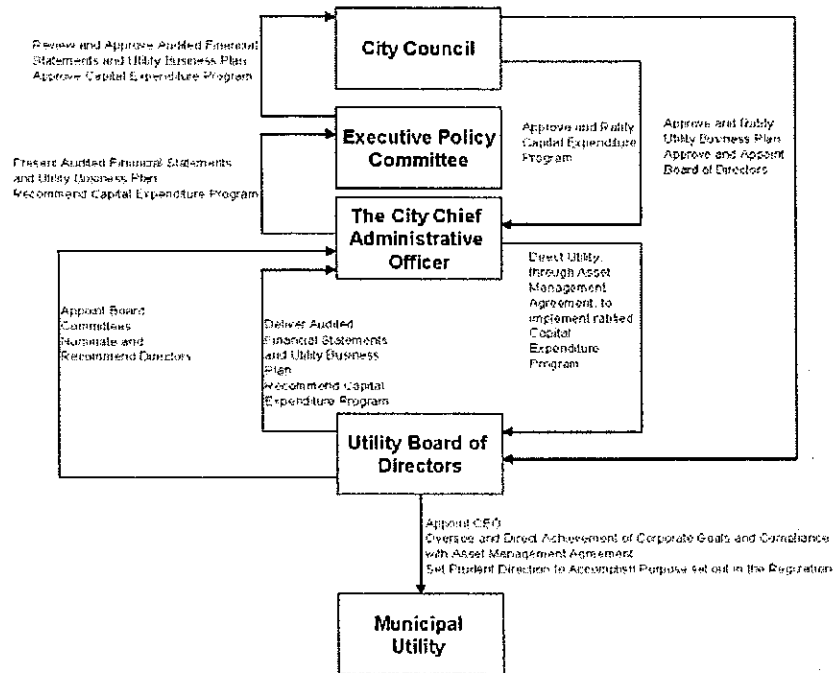 City Council
Review and Approve Audited Financial
Statements and Utility Business Plan
Approve Capital Expenditure Program
Executive Policy
Committee
Approve and Ratify
Capital Expenditure
Program
Approve and Ratify
Utility Business Plan
Approve and Appoint
Board of Directors
Present Audited Financial Statements
and Utility Business Plan
Recommend Capital Expenditure Program
The City Chief
Administrative
Officer
Direct Utility,
through Asset
Management
Agreement, to
implement ratified
Capital
Expenditure
Program
Appoint Board
Committees
Nominate and
Recommend Directors
Deliver Audited
Financial Statements
and Utility Business
Plan
Recommend Capital
Expenditure Program
Utility Board of
Directors
Appoint CEO
Oversee and Direct Achievement of Corporate Goals and Compliance
with Asset Management Agreement
Set Prudent Direction to Accomplish Purpose set out in the Regulation
Municipal
Utility